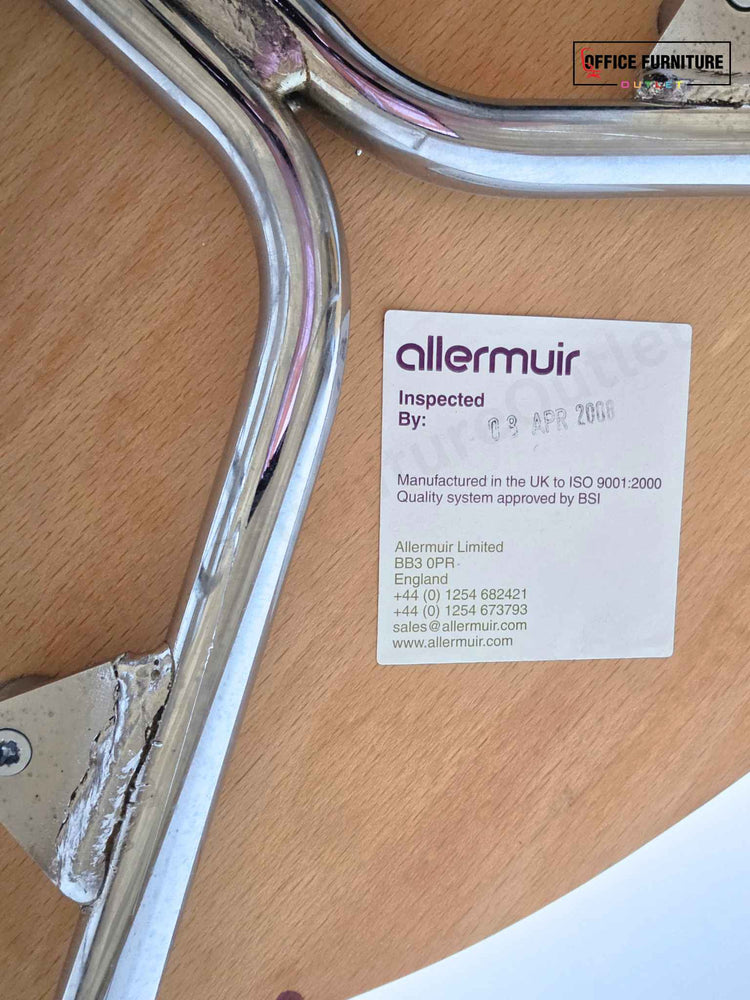 OFFICE FURNITURE
OUTLET
allermuir
Inspected
By:
APR 2008
Manufactured in the UK to ISO 9001:2000
Quality system approved by BSI
Allermuir Limited
BB3 0PR
England
+44 (0) 1254 682421
+44 (0) 1254 673793
sales@allermuir.com
www.allermuir.com